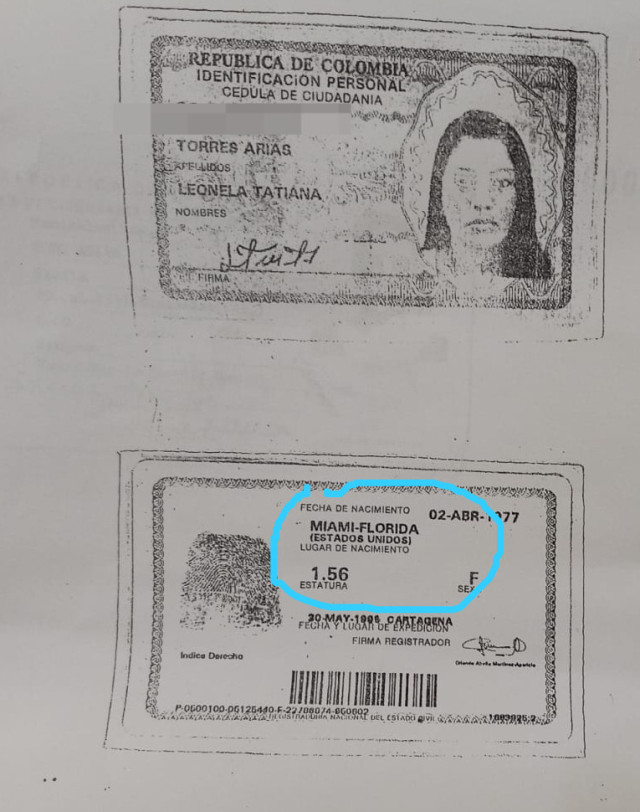 REPUBLICA DE COLOMBIA
IDENTIFICACION PERSONAL
CEDULA DE CIUDADANIA
TORRES ARIAS
APELLIDOS
LEONELA TATIANA
NOMBRES
FIRMA
FECHA DE NACIMIENTO 02-ABR-1977
MIAMI-FLORIDA
(ESTADOS UNIDOS)
LUGAR DE NACIMIENTO
1.56 F
ESTATURA SEXO
CARTAGENA
FECHA Y LUGAR DE EXPEDICION
FIRMA REGISTRADOR
Indice Derecho
REGISTRADURIA NACIONAL DEL ESTADO CIVIL